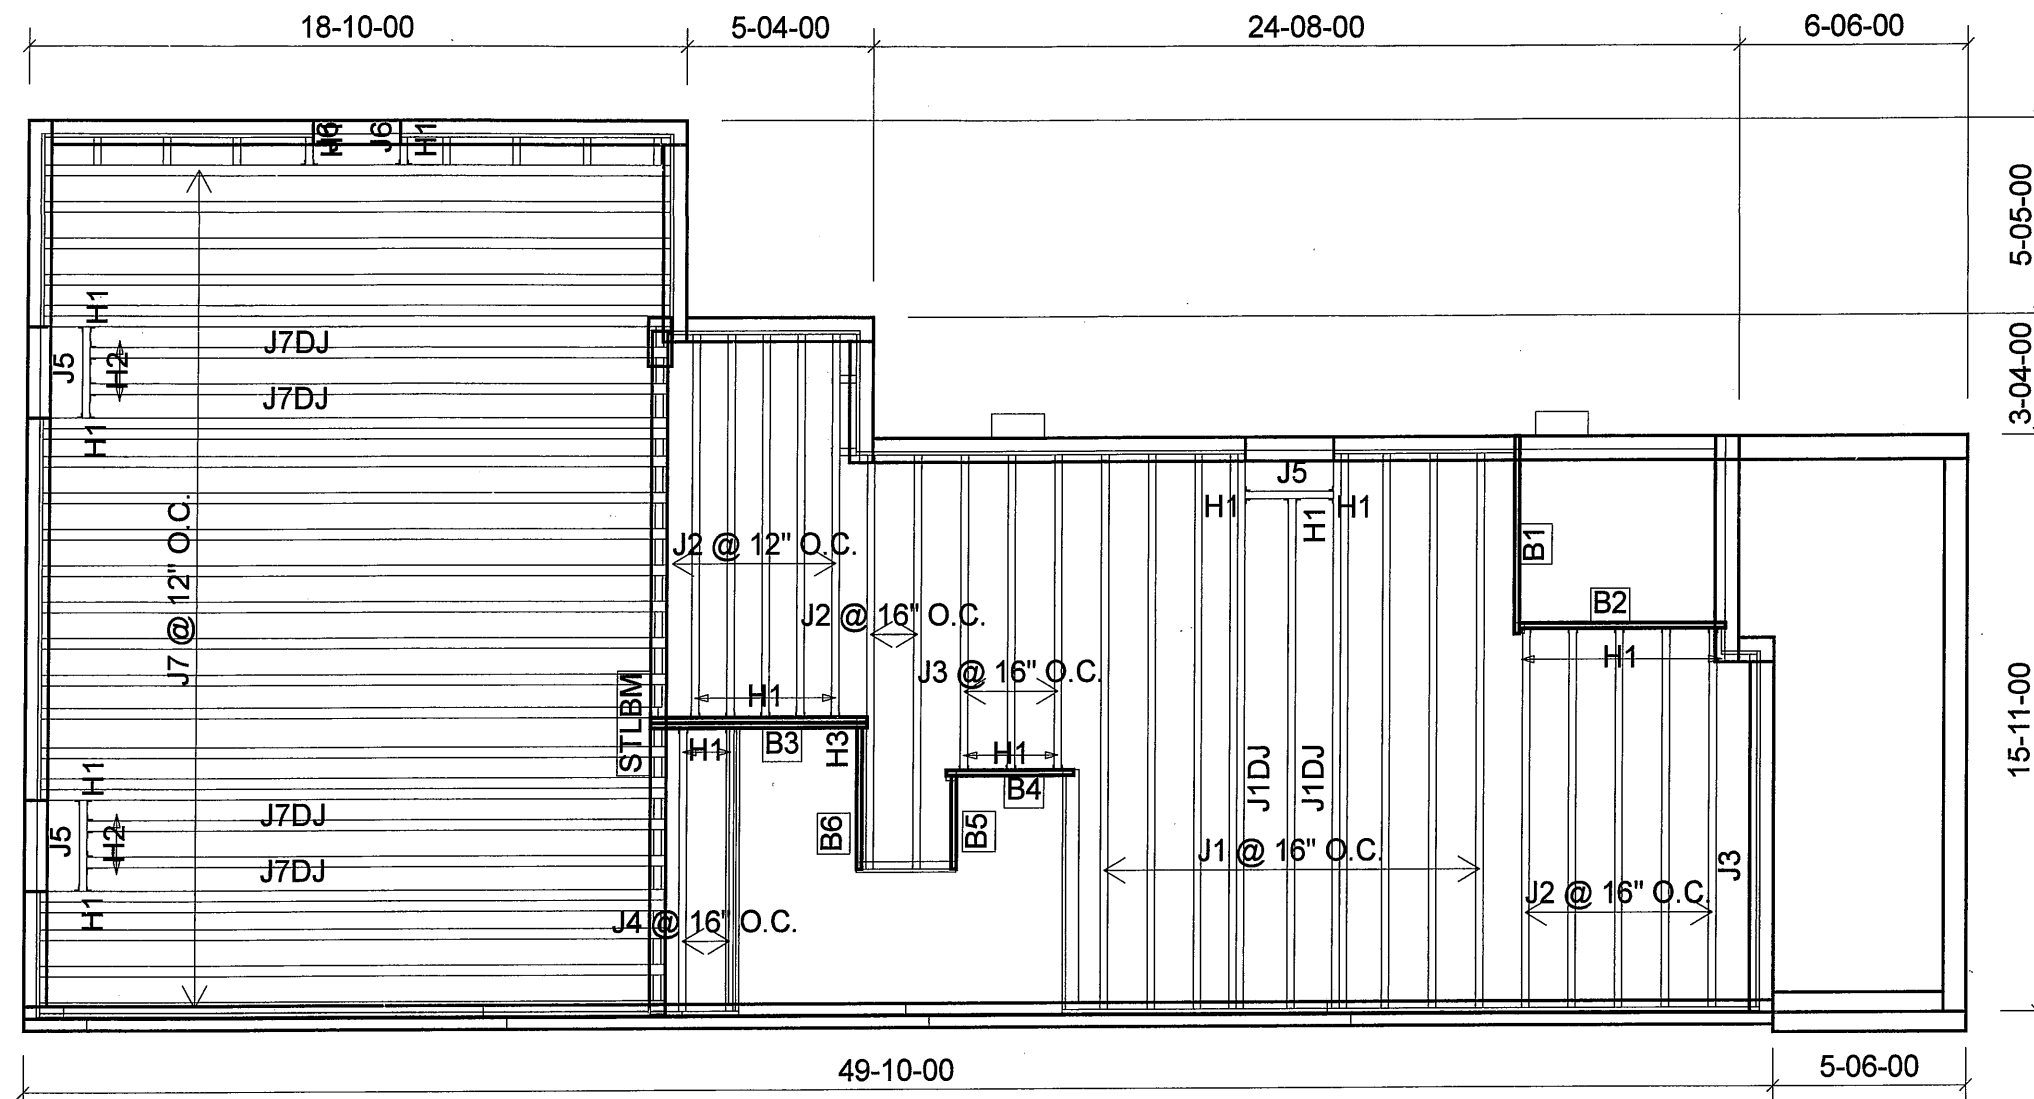 18-10-00
5-04-00
24-08-00
6-06-00
J6
H1
J6
H1
5-05-00
H1
J5
H2
J7DJ
J7DJ
H1
3-04-00
J5
H1
H1
H1
J7 @ 12" O.C.
J2 @ 12" O.C.
B1
B2
J2 @ 16" O.C.
H1
J3 @ 16" O.C.
STLBM
H1
H1
B3
H3
H1
B4
J1DJ
J1DJ
15-11-00
H1
J5
H2
J7DJ
J7DJ
H1
B6
B5
J1 @ 16" O.C.
J3
J2 @ 16" O.C.
J4 @ 16" O.C.
49-10-00
5-06-00